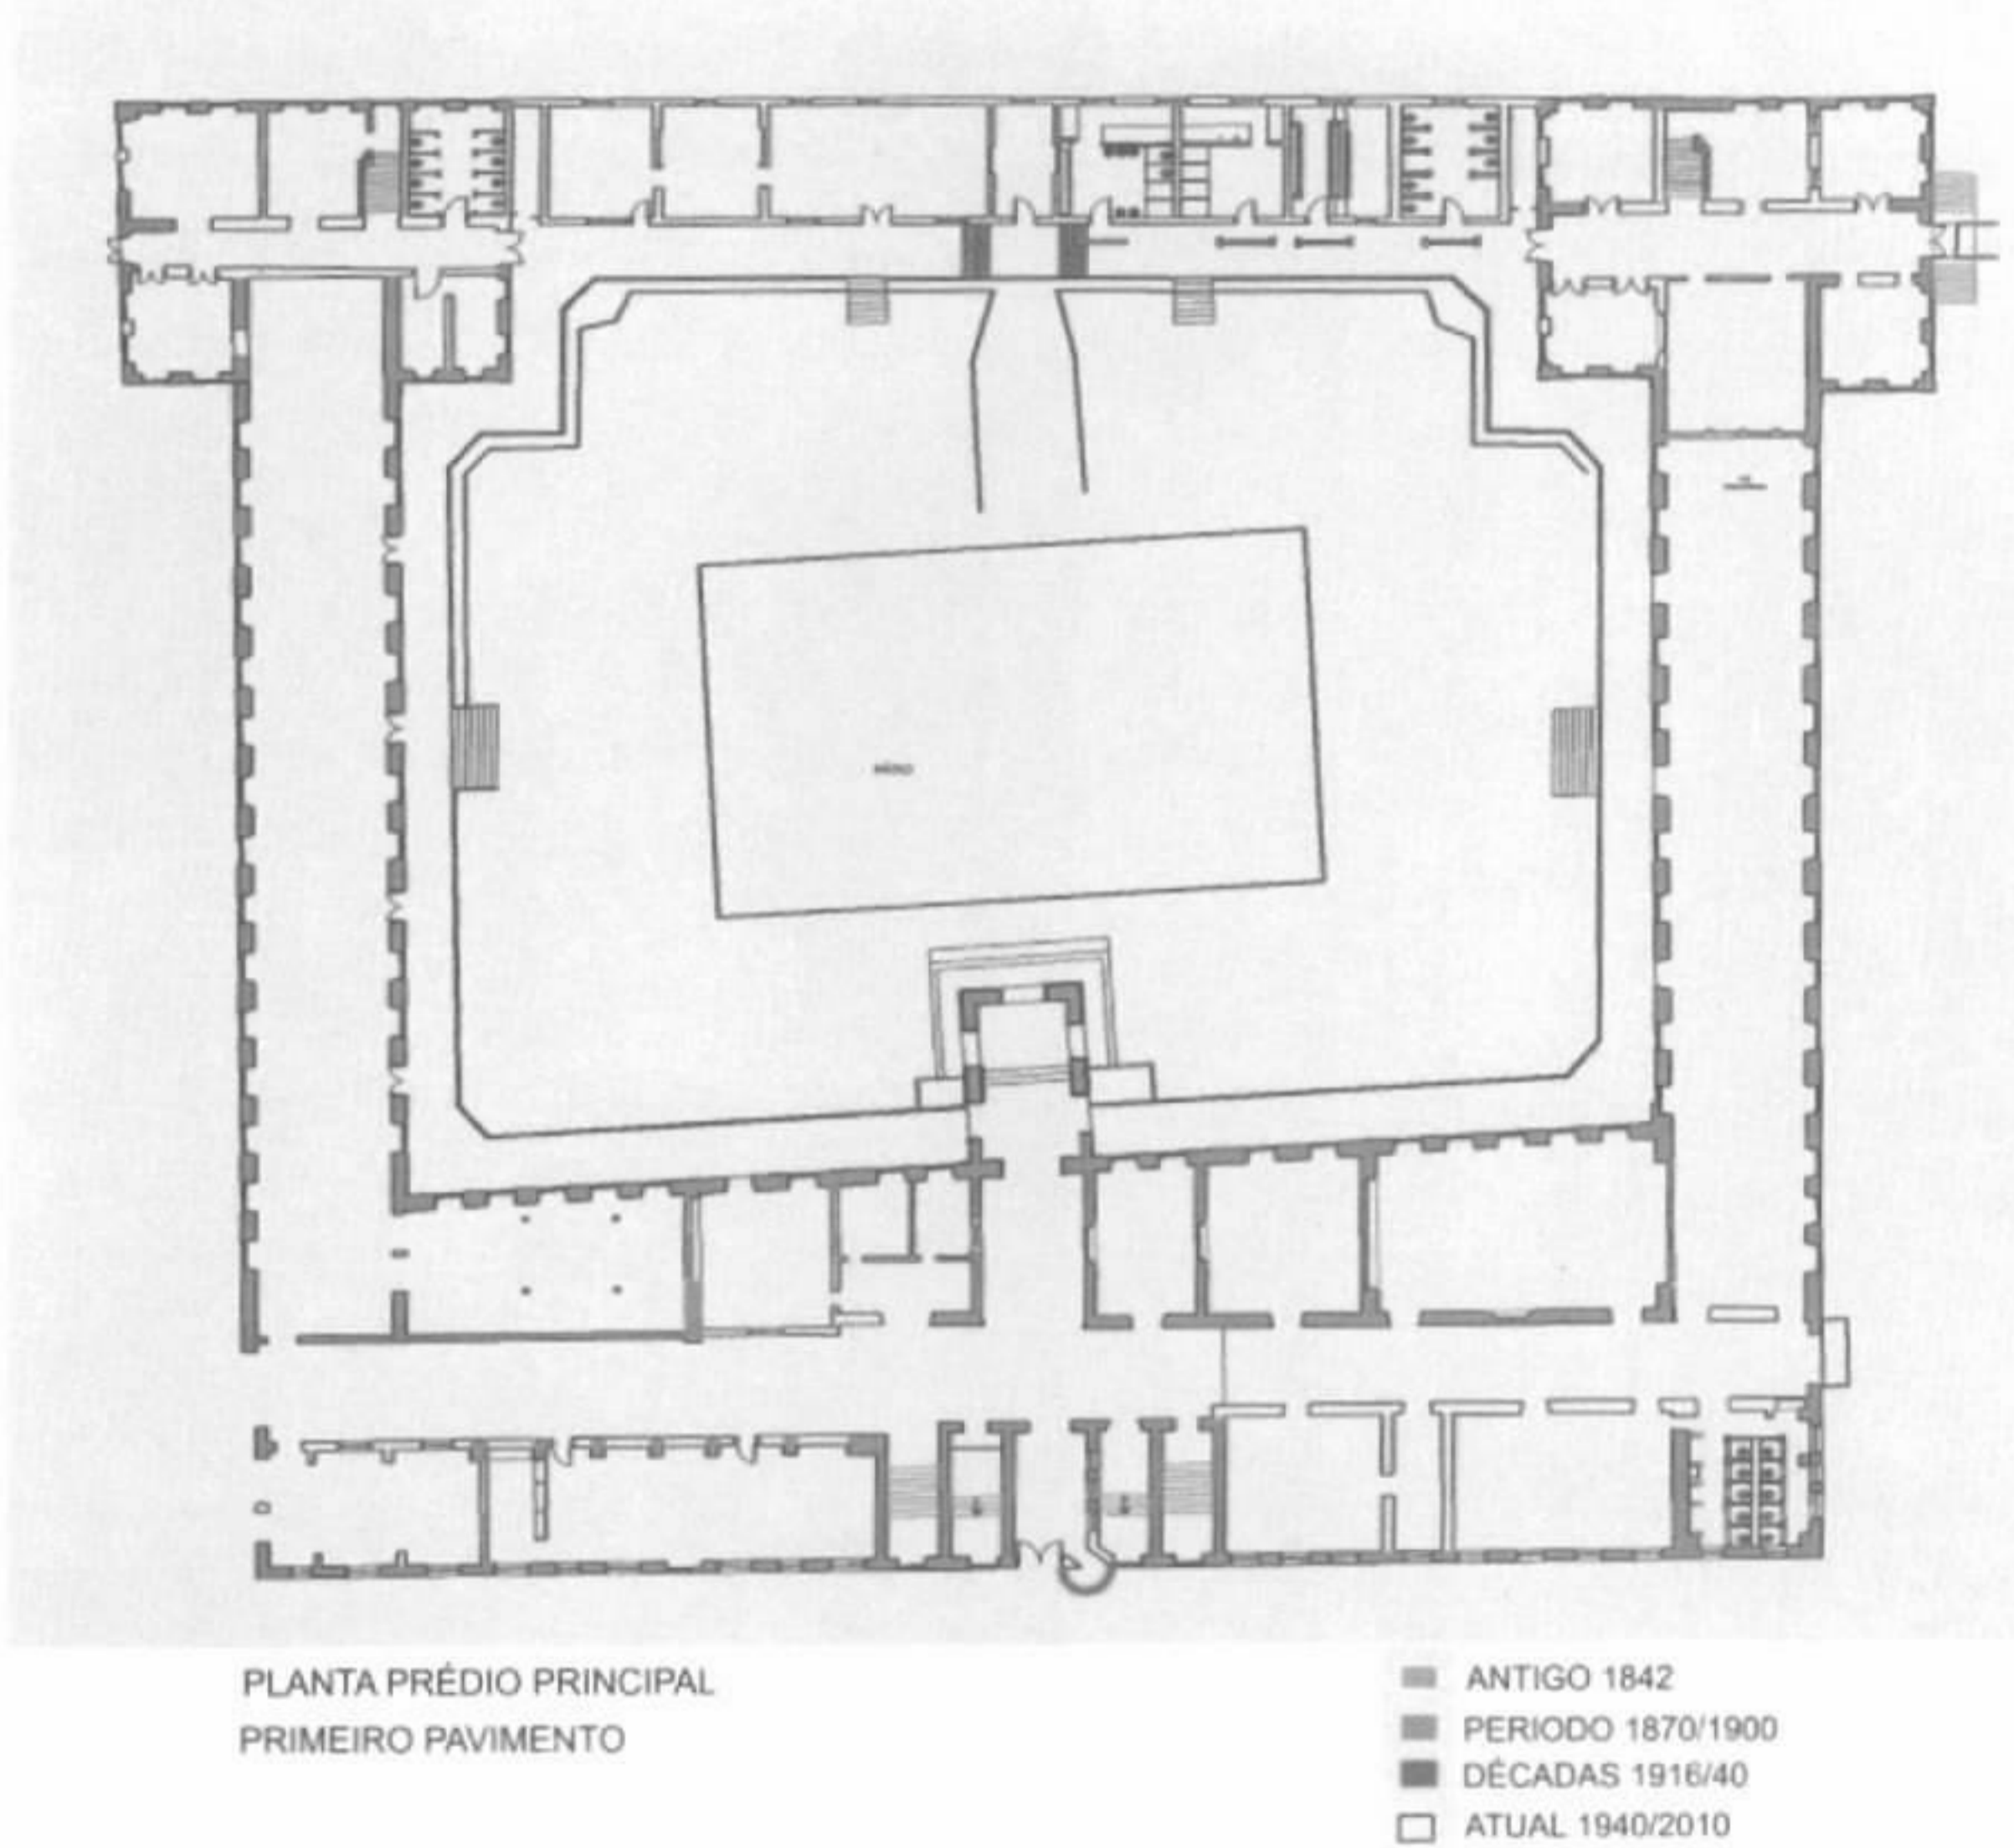 PLANTA PRÉDIO PRINCIPAL
PRIMEIRO PAVIMENTO
ANTIGO 1842
PERIODO 1870/1900
DÉCADAS 1916/40
ATUAL 1940/2010